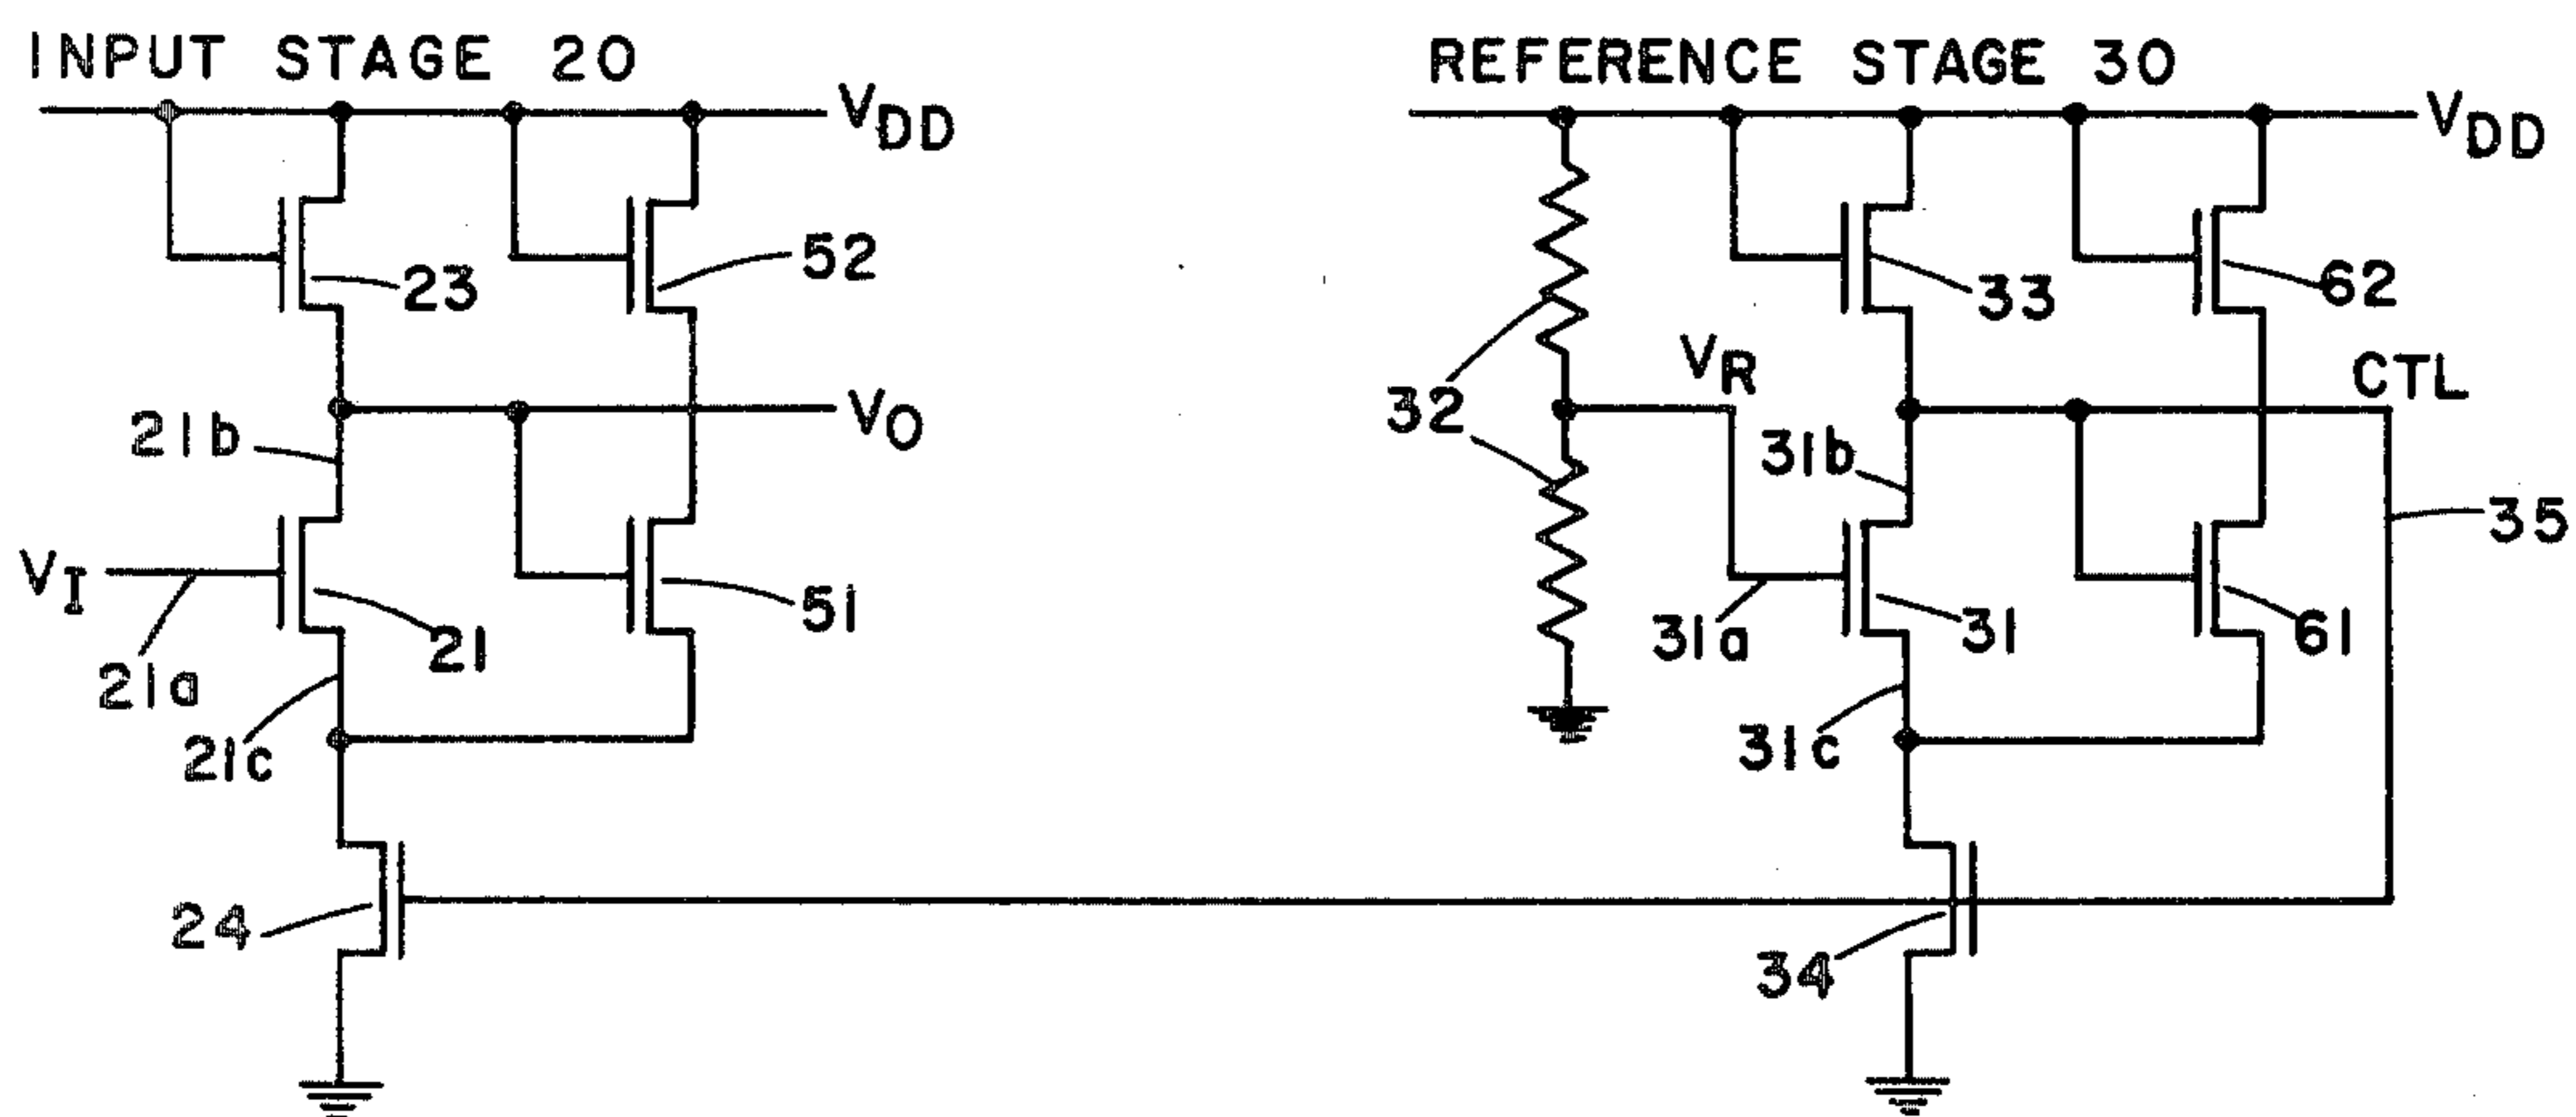 INPUT STAGE 20
REFERENCE STAGE 30
VDD
VDD
23
52
33
62
32
VR
CTL
VO
21b
31b
35
VI
21a
21
51
31a
31
61
21c
31c
24
34